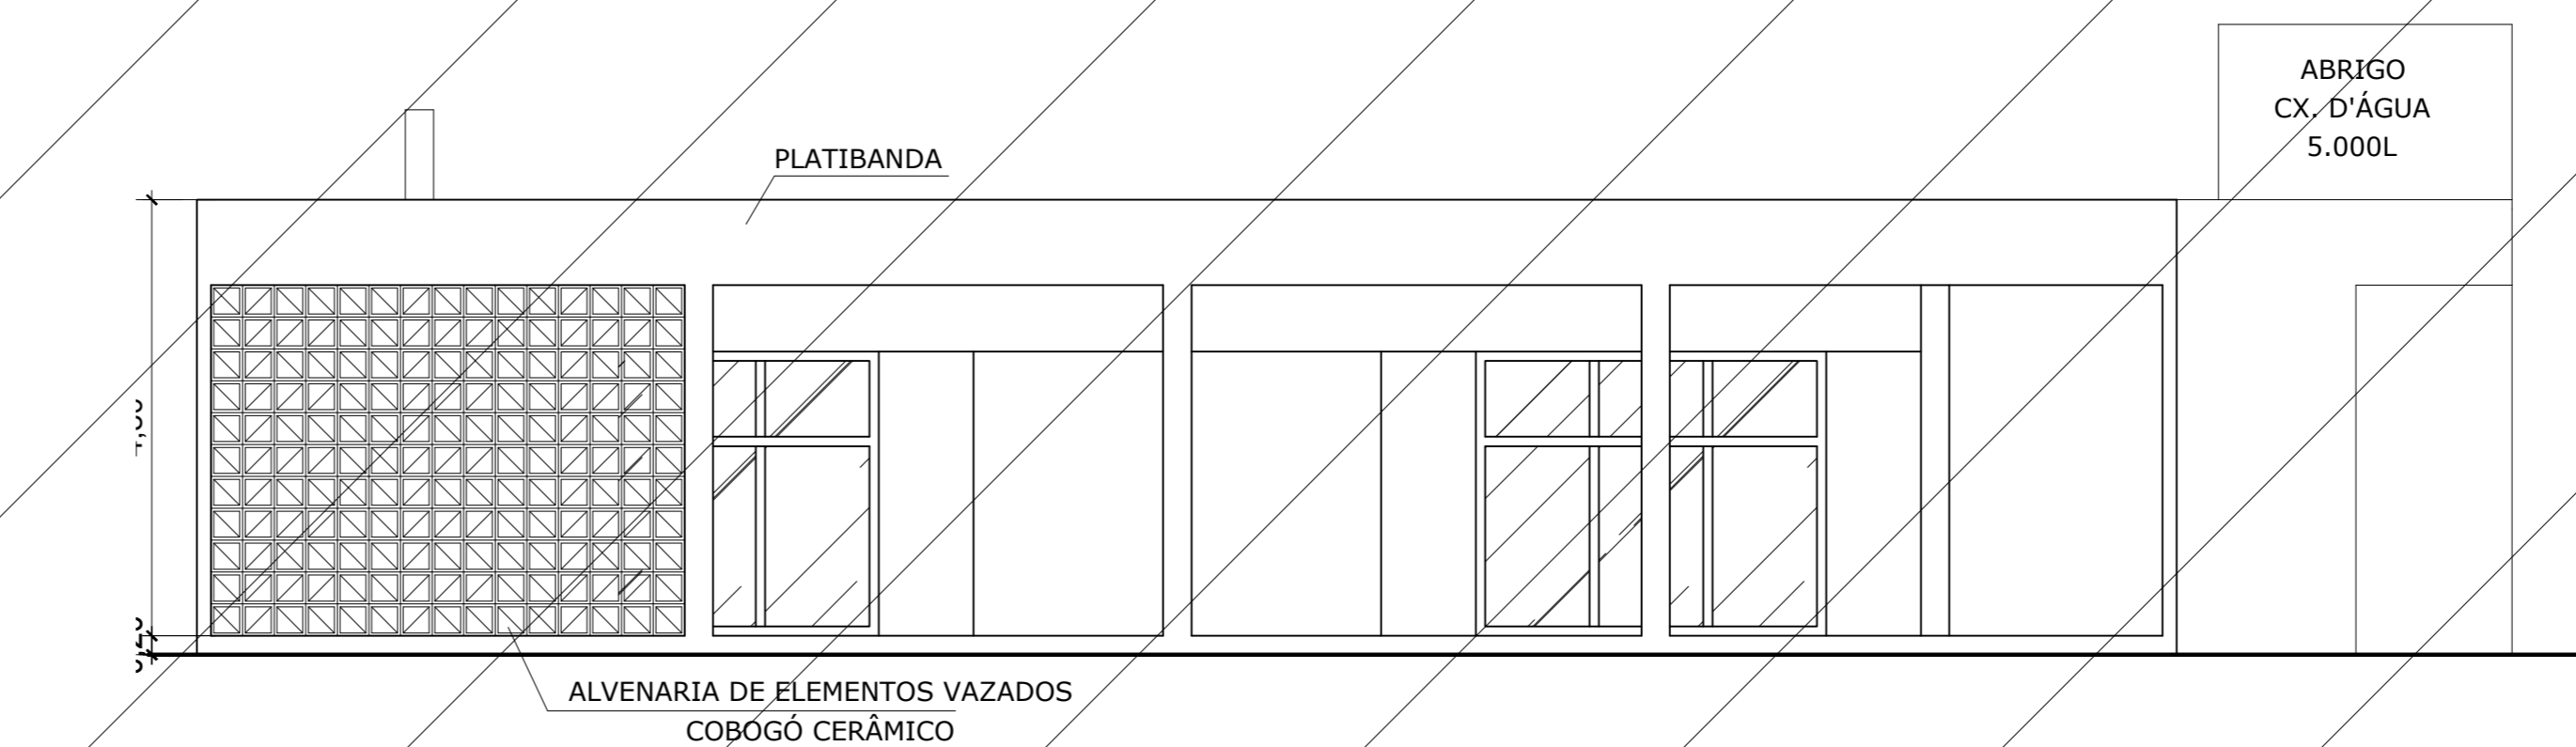 ABRIGO
CX. D'ÁGUA
5.000L
PLATIBANDA
ALVENARIA DE ELEMENTOS VAZADOS
COBOGÓ CERÂMICO